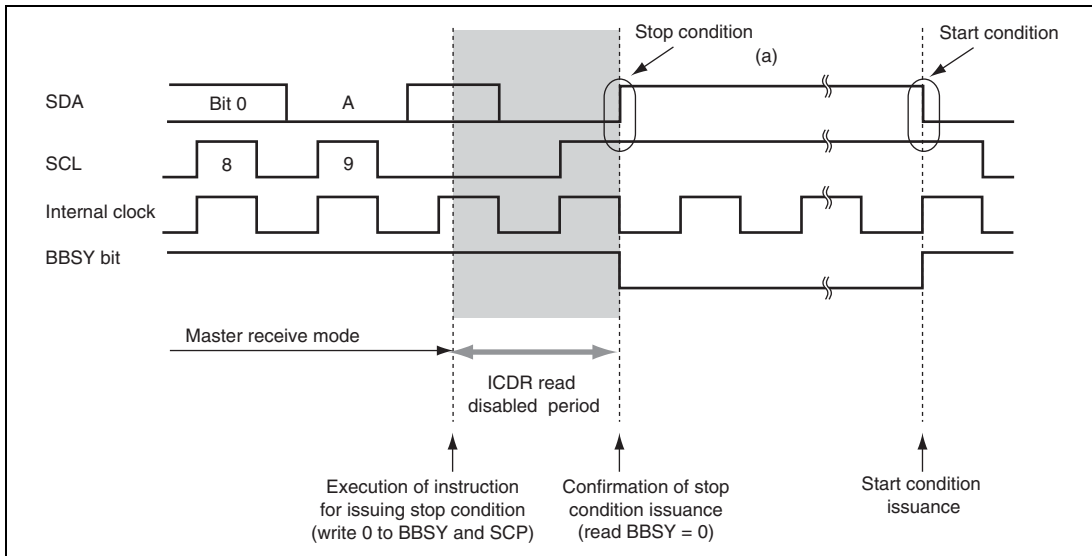 Stop condition
Start condition
(a)
SDA
Bit 0
A
SCL
8
9
Internal clock
BBSY bit
Master receive mode
ICDR read
disabled period
Execution of instruction
for issuing stop condition
(write 0 to BBSY and SCP)
Confirmation of stop
condition issuance
(read BBSY = 0)
Start condition
issuance